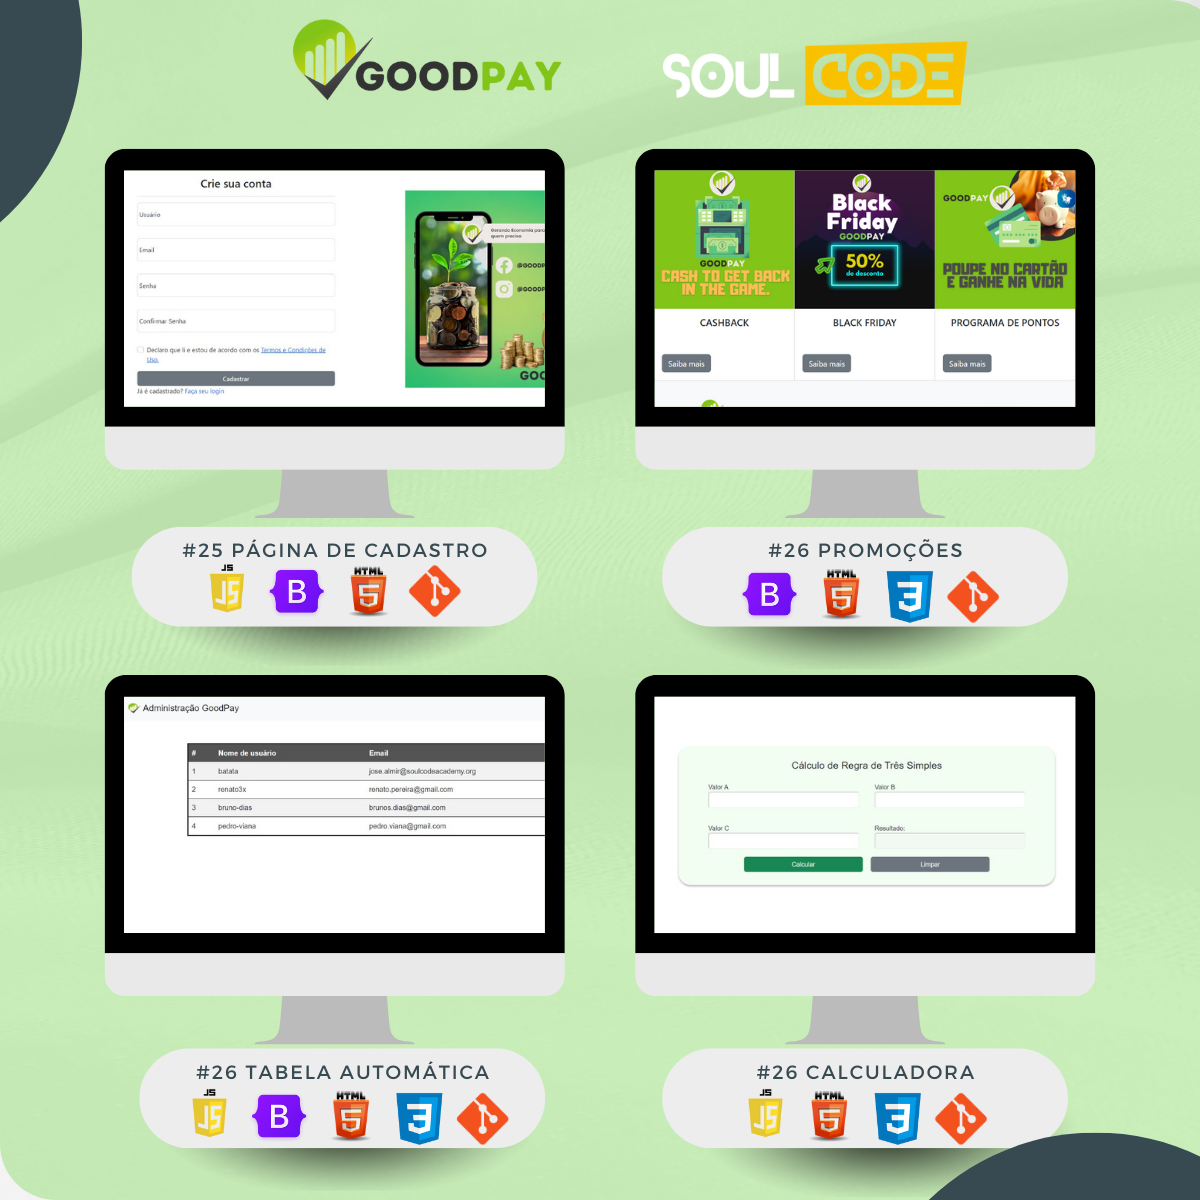 GOODPAY
SOUL CODE
Crie sua conta
Usuário
Email
Senha
Confirmar Senha
Declaro que li e estou de acordo com os Termos e Condições de
Uso.
Cadastrar
Já é cadastrado? Faça seu login
Gerando Economia para
quem precisa
@GOODP
@GOODP
GOO
GOODPAY
CASH TO GET BACK
IN THE GAME.
CASHBACK
Saiba mais
Black
Friday
GOODPAY
50%
de desconto
BLACK FRIDAY
Saiba mais
GOODPAY
POUPE NO CARTÃO
E GANHE NA VIDA
PROGRAMA DE PONTOS
Saiba mais
#25 PÁGINA DE CADASTRO
JS
JS
B
HTML
5
#26 PROMOÇÕES
B
HTML
5
3
Administração GoodPay
# Nome de usuário Email
1 batata jose.almir@soulcodeacademy.org
2 renato3x renato.pereira@gmail.com
3 bruno-dias brunos.dias@gmail.com
4 pedro-viana pedro.viana@gmail.com
Cálculo de Regra de Três Simples
Valor A Valor B
Valor C Resultado:
Calcular Limpar
#26 TABELA AUTOMÁTICA
JS
JS
B
HTML
5
3
#26 CALCULADORA
JS
JS
HTML
5
3